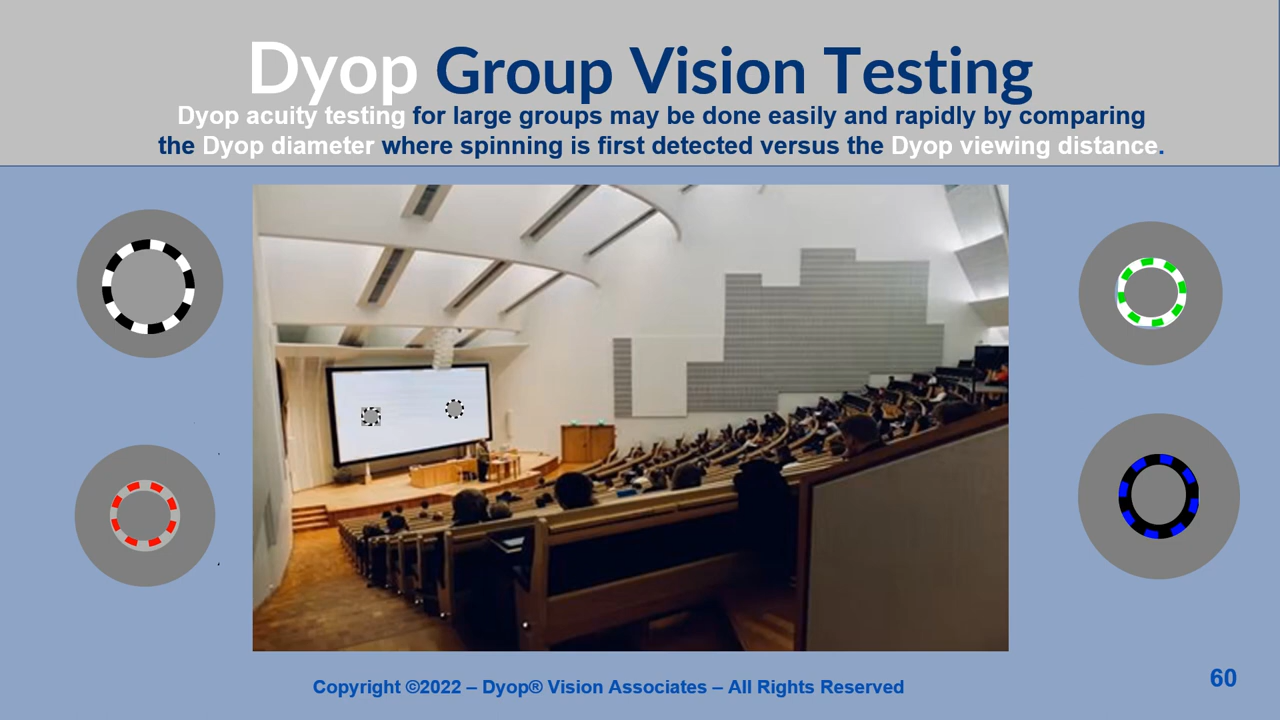 Dyop Group Vision Testing
Dyop acuity testing for large groups may be done easily and rapidly by comparing
the Dyop diameter where spinning is first detected versus the Dyop viewing distance.
Copyright ©2022 – Dyop® Vision Associates – All Rights Reserved
60